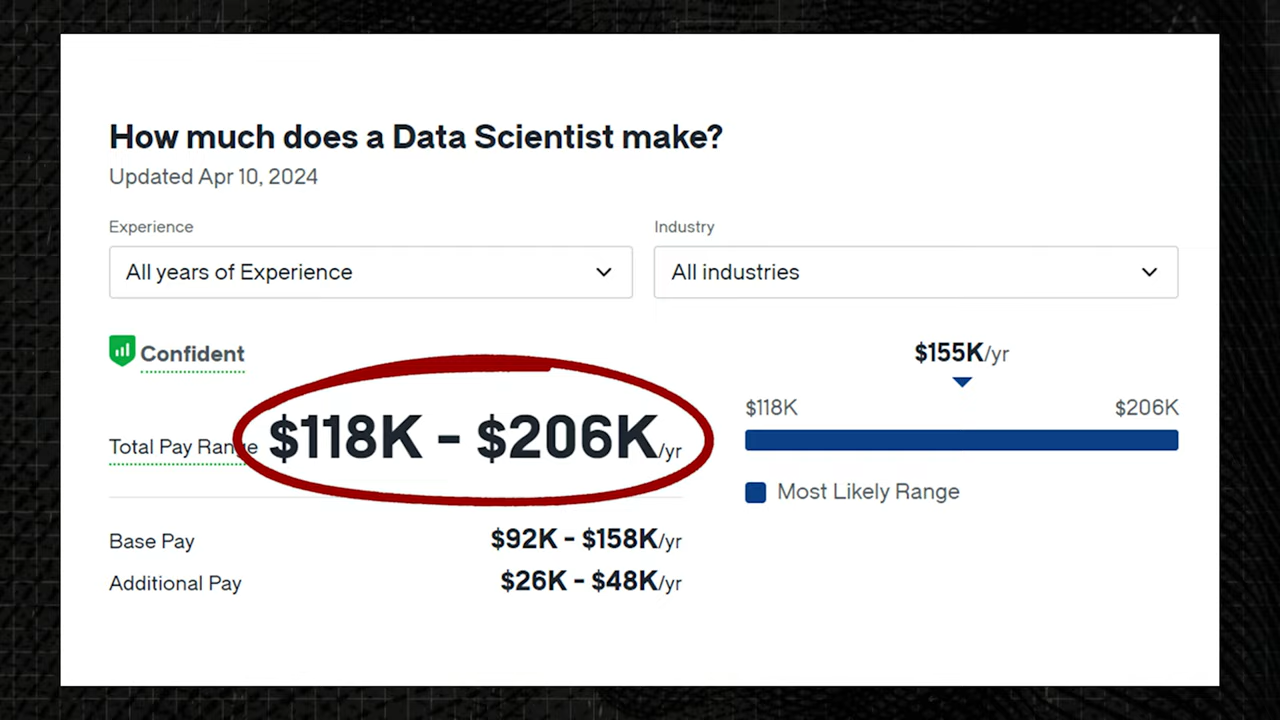 How much does a Data Scientist make?
Updated Apr 10, 2024
Experience
Industry
All years of Experience
All industries
Confident
Total Pay Range
$118K - $206K/yr
$155K/yr
$118K
$206K
Most Likely Range
Base Pay
$92K - $158K/yr
Additional Pay
$26K - $48K/yr